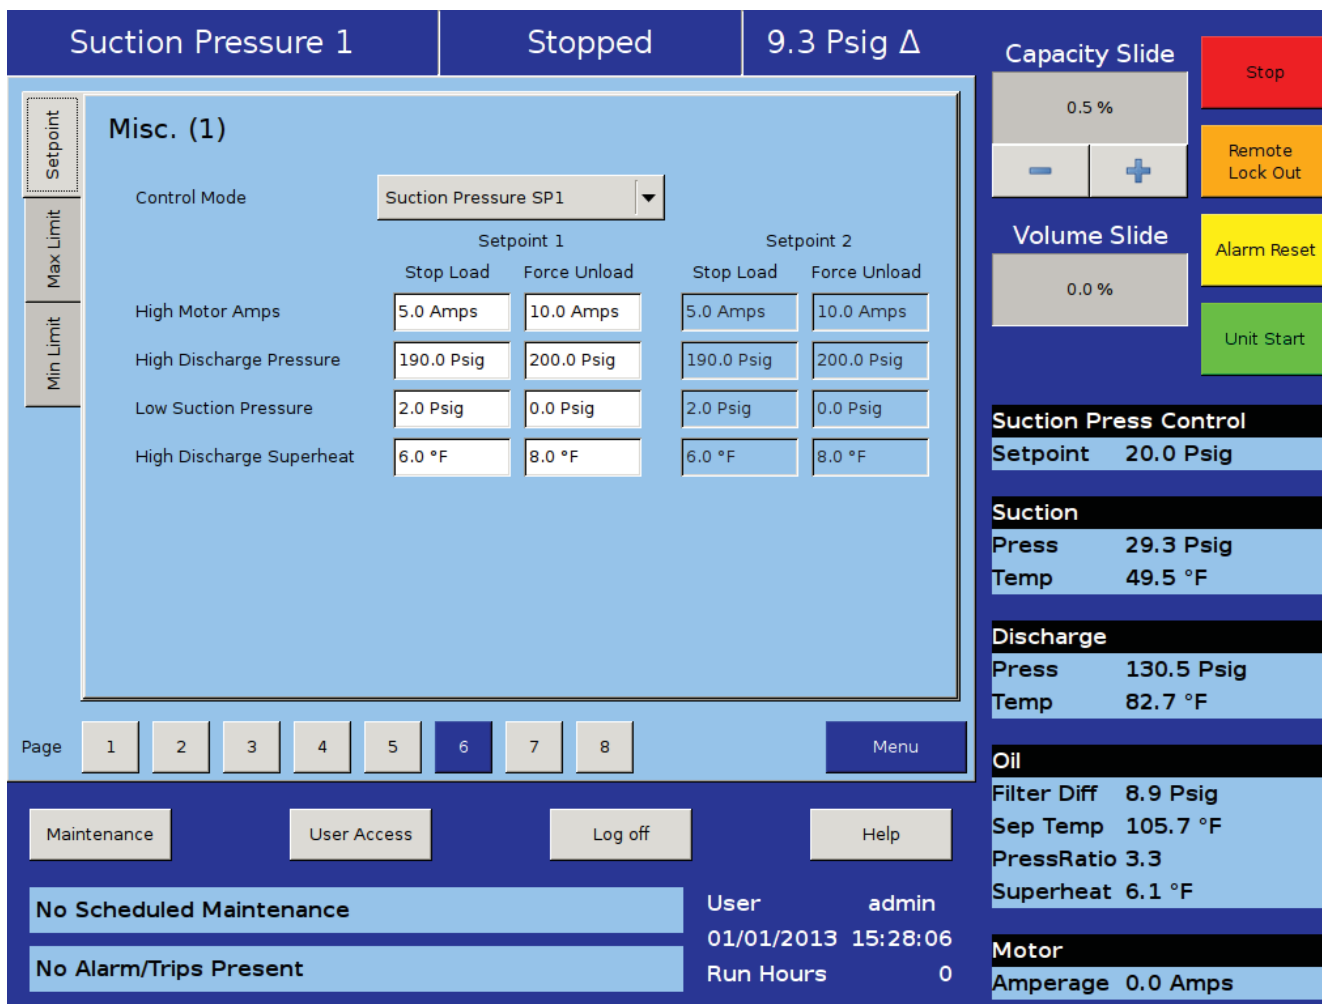 Suction Pressure 1
Stopped
9.3 Psig Δ
Setpoint
Max Limit
Min Limit
Misc. (1)
Control Mode
Suction Pressure SP1
Setpoint 1
Setpoint 2
Stop Load Force Unload Stop Load Force Unload
High Motor Amps 5.0 Amps 10.0 Amps 5.0 Amps 10.0 Amps
High Discharge Pressure 190.0 Psig 200.0 Psig 190.0 Psig 200.0 Psig
Low Suction Pressure 2.0 Psig 0.0 Psig 2.0 Psig 0.0 Psig
High Discharge Superheat 6.0 °F 8.0 °F 6.0 °F 8.0 °F
Page 1 2 3 4 5 6 7 8 Menu
Maintenance User Access Log off Help
No Scheduled Maintenance
No Alarm/Trips Present
User admin
01/01/2013 15:28:06
Run Hours 0
Capacity Slide
0.5 %
Volume Slide
0.0 %
Stop
Remote
Lock Out
Alarm Reset
Unit Start
Suction Press Control
Setpoint 20.0 Psig
Suction
Press 29.3 Psig
Temp 49.5 °F
Discharge
Press 130.5 Psig
Temp 82.7 °F
Oil
Filter Diff 8.9 Psig
Sep Temp 105.7 °F
PressRatio 3.3
Superheat 6.1 °F
Motor
Amperage 0.0 Amps